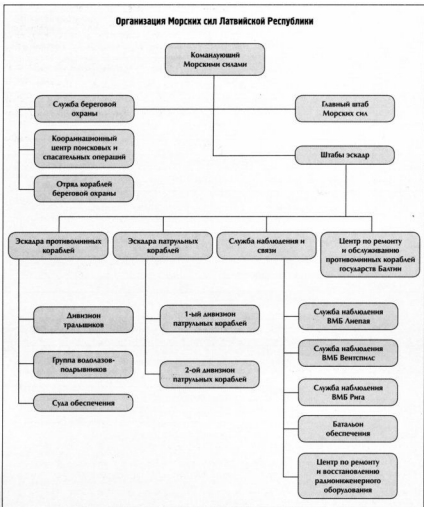 Организация Морских сил Латвийской Республики
Командующий
Морскими силами
Служба береговой
охраны
Главный штаб
Морских сил
Координационный
центр поисковых и
спасательных операций
Штабы эскадр
Отряд кораблей
береговой охраны
Эскадра противоминных
кораблей
Эскадра патрульных
кораблей
Служба наблюдения и
связи
Центр по ремонту
и обслуживанию
противоминных кораблей
государств Балтии
Дивизион
тральщиков
Группа водолазов-
подрывников
Суда обеспечения
1-ый дивизион
патрульных кораблей
2-ой дивизион
патрульных кораблей
Служба наблюдения
ВМБ Лиепая
Служба наблюдения
ВМБ Вентспилс
Служба наблюдения
ВМБ Рига
Батальон
обеспечения
Центр по ремонту
и восстановлению
радиоинженерного
оборудования